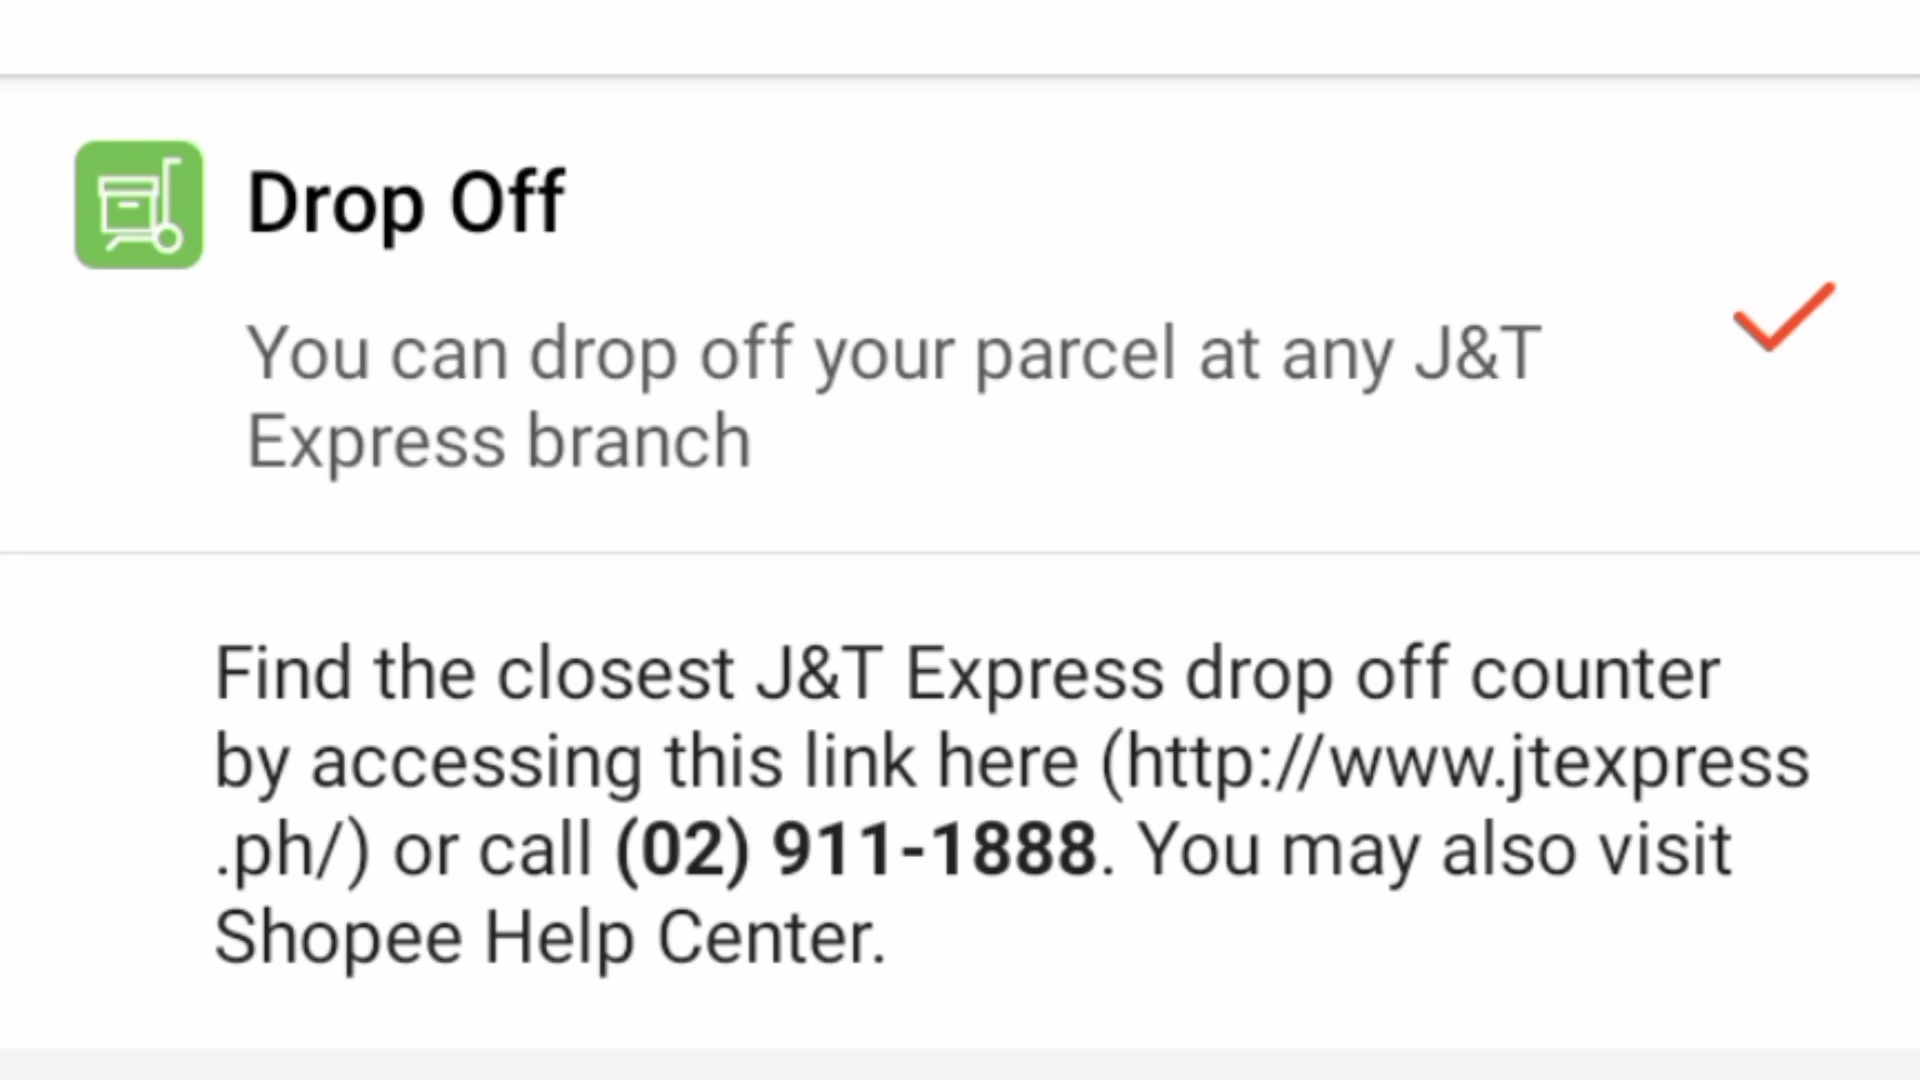 Drop Off
You can drop off your parcel at any J&T
Express branch
Find the closest J&T Express drop off counter
by accessing this link here (http://www.jtexpress
.ph/) or call (02) 911-1888. You may also visit
Shopee Help Center.